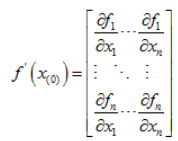 f'(x₍₀₎) = [ ∂f₁/∂x₁ ⋯ ∂f₁/∂xₙ
⋮ ⋱ ⋮
∂fₙ/∂x₁ ⋯ ∂fₙ/∂xₙ ]